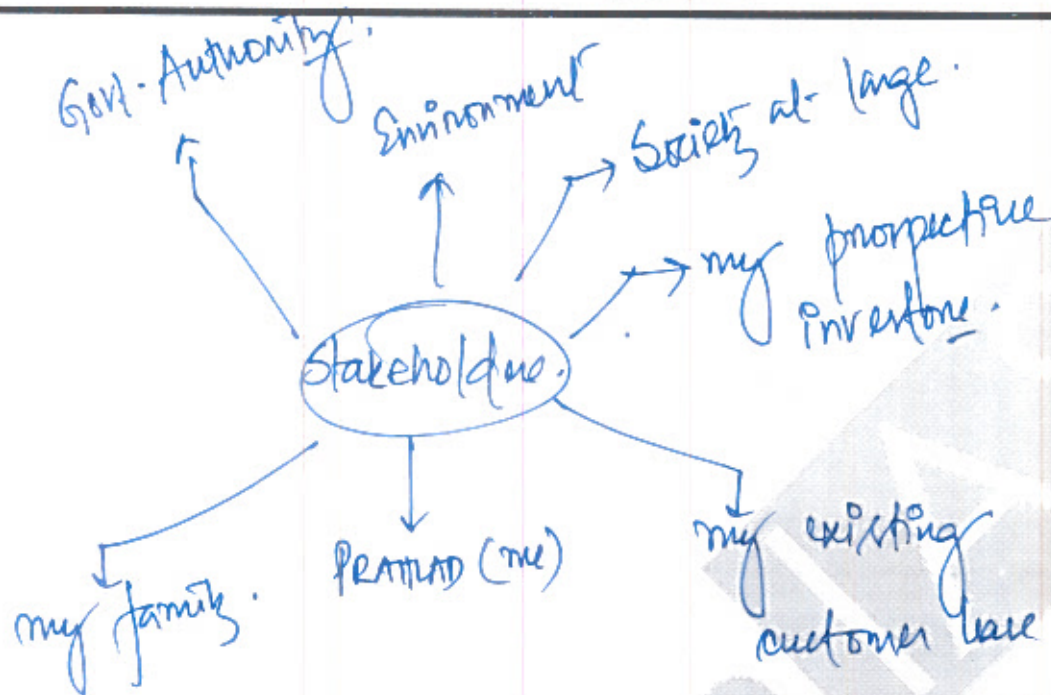 Govt. Authority.
Environment
Society at large.
my prospective
investors.
Stakeholders.
my family.
PRAHLAD (me)
my existing
customer base